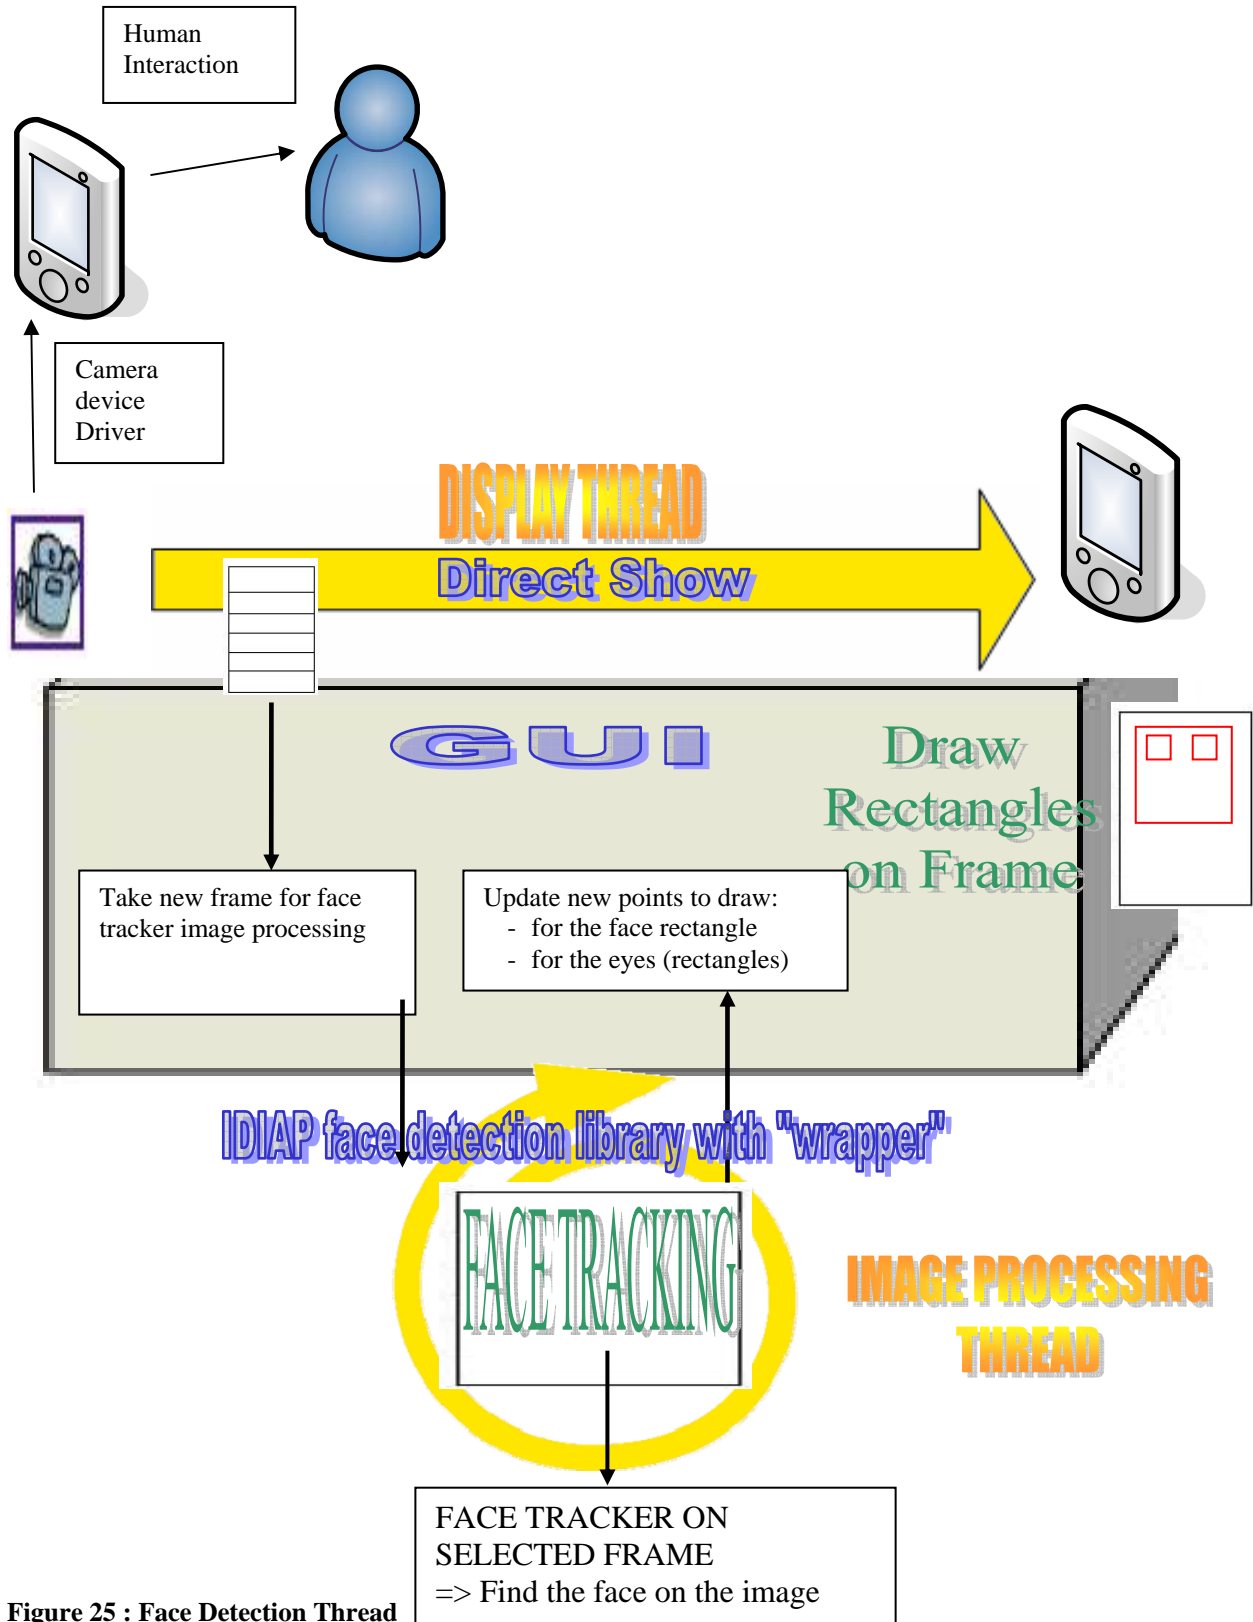 Human
Interaction
Camera
device
Driver
DISPLAY THREAD
Direct Show
GUI
Draw
Rectangles
on Frame
Take new frame for face
tracker image processing
Update new points to draw:
- for the face rectangle
- for the eyes (rectangles)
IDIAP face detection library with "wrapper"
FACE TRACKING
IMAGE PROCESSING
THREAD
FACE TRACKER ON
SELECTED FRAME
=> Find the face on the image
Figure 25 : Face Detection Thread